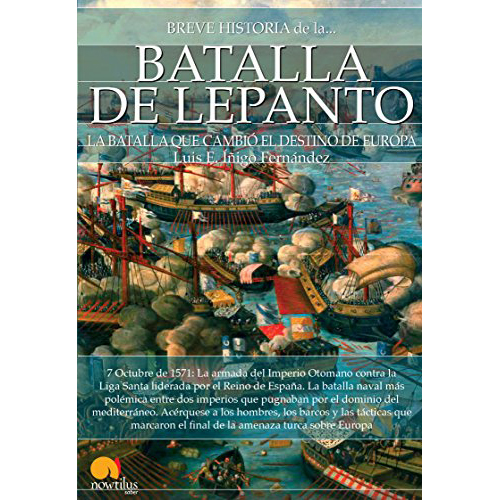 BREVE HISTORIA de la...
BATALLA
DE LEPANTO
LA BATALLA QUE CAMBIÓ EL DESTINO DE EUROPA
Luis E. Íñigo Fernández
7 Octubre de 1571: La armada del Imperio Otomano contra la
Liga Santa liderada por el Reino de España. La batalla naval más
polémica entre dos imperios que pugnaban por el dominio del
mediterráneo. Acérquese a los hombres, los barcos y las tácticas que
marcaron el final de la amenaza turca sobre Europa
nowtilus
saber